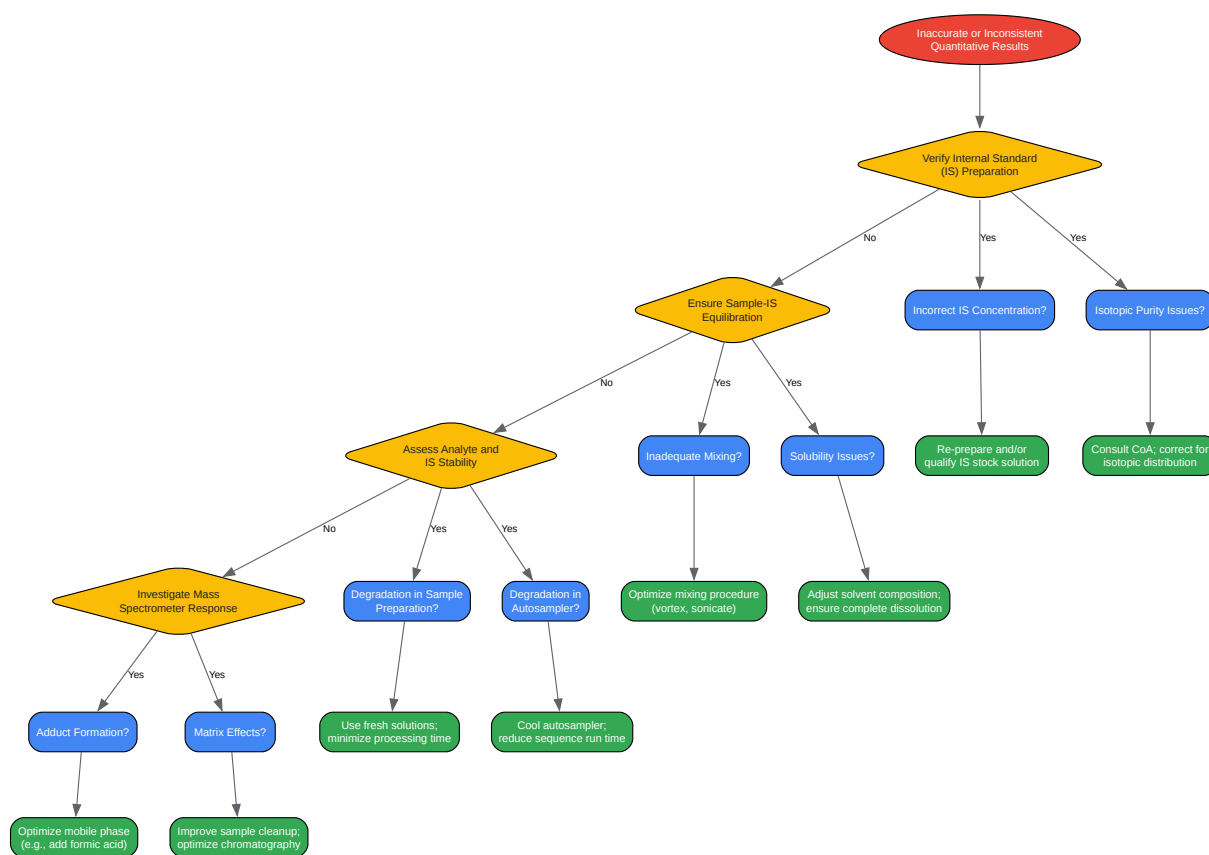 Inaccurate or Inconsistent
Quantitative Results
Verify Internal Standard
(IS) Preparation
No
Yes
Yes
Ensure Sample-IS
Equilibration
Incorrect IS Concentration?
Isotopic Purity Issues?
No
Yes
Yes
Assess Analyte and
IS Stability
Inadequate Mixing?
Solubility Issues?
Re-prepare and/or
qualify IS stock solution
Consult CoA; correct for
isotopic distribution
No
Yes
Yes
Investigate Mass
Spectrometer Response
Degradation in Sample
Preparation?
Degradation in
Autosampler?
Optimize mixing procedure
(vortex, sonicate)
Adjust solvent composition;
ensure complete dissolution
Yes
Yes
Adduct Formation?
Matrix Effects?
Use fresh solutions;
minimize processing time
Cool autosampler;
reduce sequence run time
Optimize mobile phase
(e.g., add formic acid)
Improve sample cleanup;
optimize chromatography